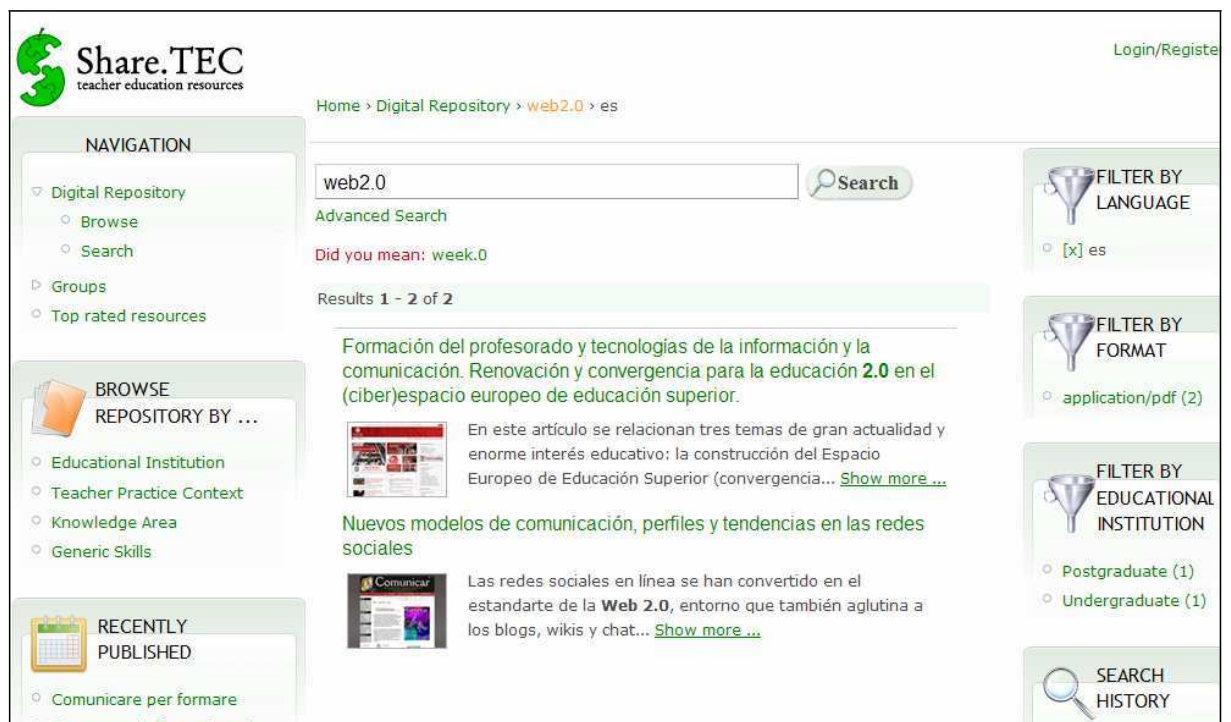 Share.TEC
teacher education resources
Login/Registe
Home › Digital Repository › web2.0 › es
NAVIGATION
Digital Repository
Browse
Search
Groups
Top rated resources
BROWSE
REPOSITORY BY ...
Educational Institution
Teacher Practice Context
Knowledge Area
Generic Skills
RECENTLY
PUBLISHED
Comunicare per formare
web2.0
Search
Advanced Search
Did you mean: week.0
Results 1 - 2 of 2
Formación del profesorado y tecnologías de la información y la
comunicación. Renovación y convergencia para la educación 2.0 en el
(ciber)espacio europeo de educación superior.
En este artículo se relacionan tres temas de gran actualidad y
enorme interés educativo: la construcción del Espacio
Europeo de Educación Superior (convergencia... Show more ...
Nuevos modelos de comunicación, perfiles y tendencias en las redes
sociales
Comunicar
Las redes sociales en línea se han convertido en el
estandarte de la Web 2.0, entorno que también aglutina a
los blogs, wikis y chat... Show more ...
FILTER BY
LANGUAGE
[x] es
FILTER BY
FORMAT
application/pdf (2)
FILTER BY
EDUCATIONAL
INSTITUTION
Postgraduate (1)
Undergraduate (1)
SEARCH
HISTORY